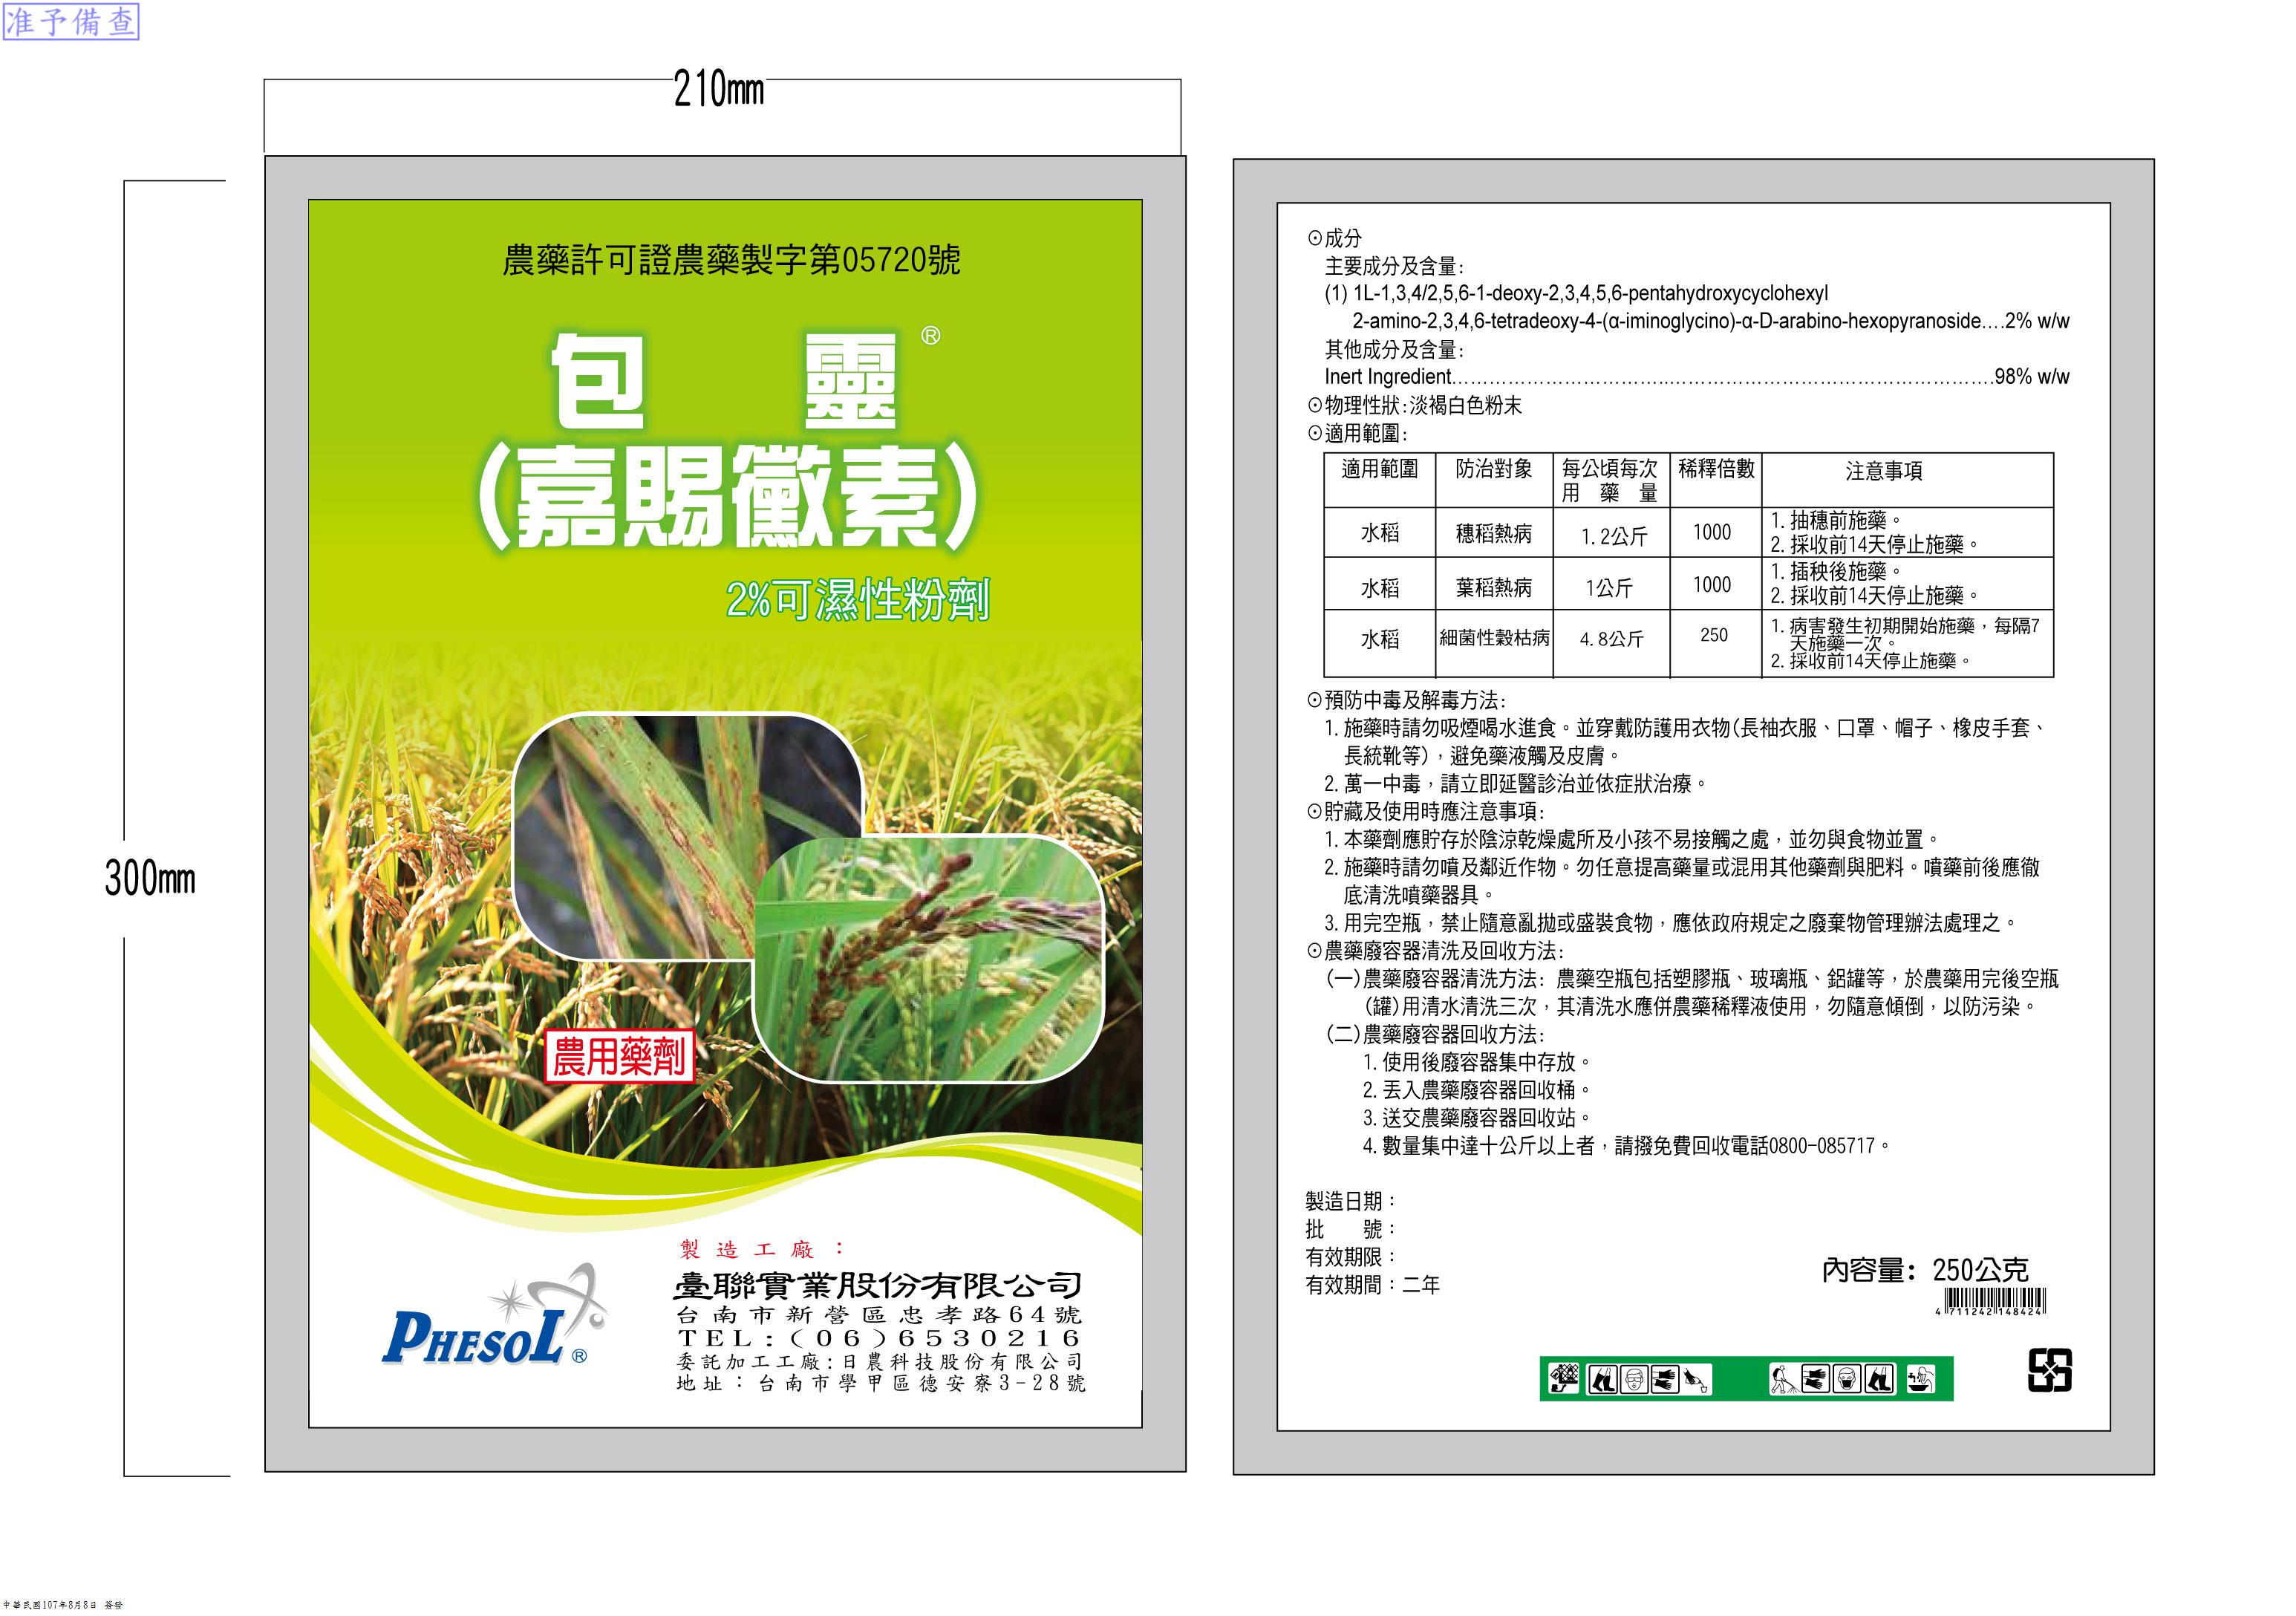 准予備查
210mm
300mm
農藥許可證農藥製字第05720號
包 靈®
(嘉賜黴素)
2%可濕性粉劑
農用藥劑
PHESOL®
製造工廠：
臺聯實業股份有限公司
台南市新營區忠孝路64號
TEL:(06)6530216
委託加工工廠:日農科技股份有限公司
地址：台南市學甲區德安寮3-28號
⊙成分
主要成分及含量:
(1) 1L-1,3,4/2,5,6-1-deoxy-2,3,4,5,6-pentahydroxycyclohexyl
2-amino-2,3,4,6-tetradeoxy-4-(α-iminoglycino)-α-D-arabino-hexopyranoside....2% w/w
其他成分及含量:
Inert Ingredient……………………………………………………………………………98% w/w
⊙物理性狀:淡褐白色粉末
⊙適用範圍:
適用範圍 防治對象 每公頃每次 稀釋倍數 注意事項
用 藥 量
水稻 穗稻熱病 1.2公斤 1000 1.抽穗前施藥。
2.採收前14天停止施藥。
水稻 葉稻熱病 1公斤 1000 1.插秧後施藥。
2.採收前14天停止施藥。
水稻 細菌性穀枯病 4.8公斤 250 1.病害發生初期開始施藥，每隔7
天施藥一次。
2.採收前14天停止施藥。
⊙預防中毒及解毒方法:
1.施藥時請勿吸煙喝水進食。並穿戴防護用衣物(長袖衣服、口罩、帽子、橡皮手套、
長統靴等)，避免藥液觸及皮膚。
2.萬一中毒，請立即延醫診治並依症狀治療。
⊙貯藏及使用時應注意事項:
1.本藥劑應貯存於陰涼乾燥處所及小孩不易接觸之處，並勿與食物並置。
2.施藥時請勿噴及鄰近作物。勿任意提高藥量或混用其他藥劑與肥料。噴藥前後應徹
底清洗噴藥器具。
3.用完空瓶，禁止隨意亂拋或盛裝食物，應依政府規定之廢棄物管理辦法處理之。
⊙農藥廢容器清洗及回收方法:
(一)農藥廢容器清洗方法: 農藥空瓶包括塑膠瓶、玻璃瓶、鋁罐等，於農藥用完後空瓶
(罐)用清水清洗三次，其清洗水應併農藥稀釋液使用，勿隨意傾倒，以防污染。
(二)農藥廢容器回收方法:
1.使用後廢容器集中存放。
2.丟入農藥廢容器回收桶。
3.送交農藥廢容器回收站。
4.數量集中達十公斤以上者，請撥免費回收電話0800-085717。
製造日期：
批 號：
有效期限：
有效期間：二年
內容量: 250公克
4 711242 148424
中華民國107年8月8日 簽發